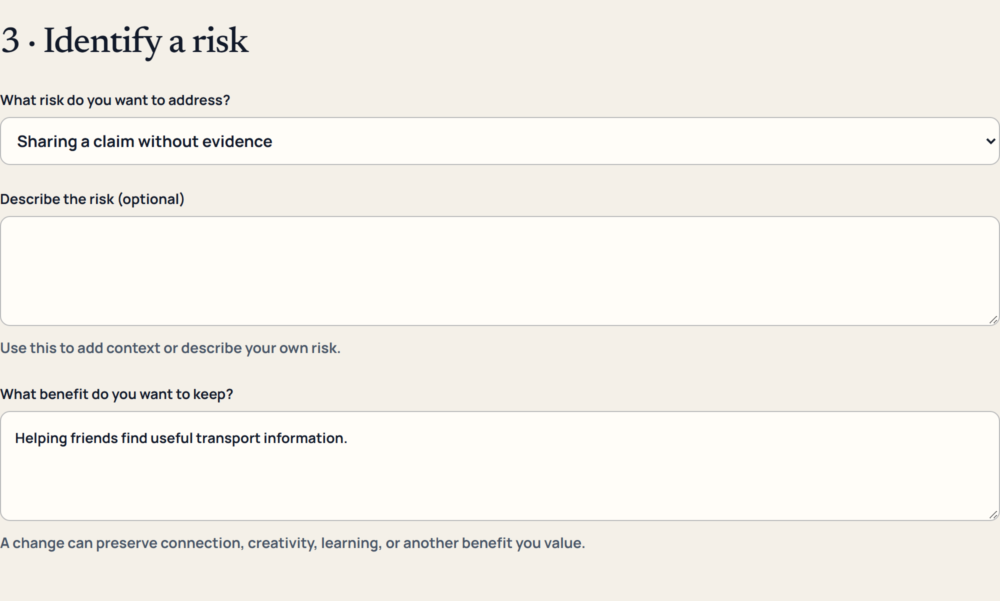 3 · Identify a risk
What risk do you want to address?
Sharing a claim without evidence
Describe the risk (optional)
Use this to add context or describe your own risk.
What benefit do you want to keep?
Helping friends find useful transport information.
A change can preserve connection, creativity, learning, or another benefit you value.